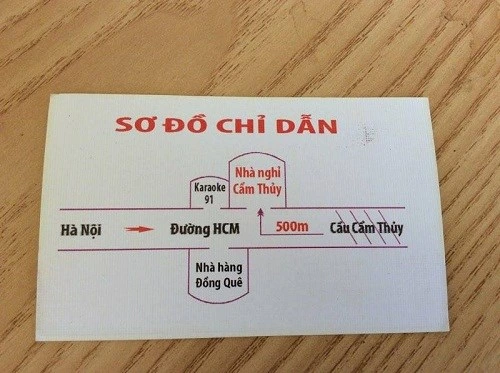 SƠ ĐỒ CHỈ DẪN
Nhà nghỉ
Cẩm Thủy
Karaoke
91
Hà Nội
Đường HCM
500m
Cầu Cẩm Thủy
Nhà hàng
Đồng Quê